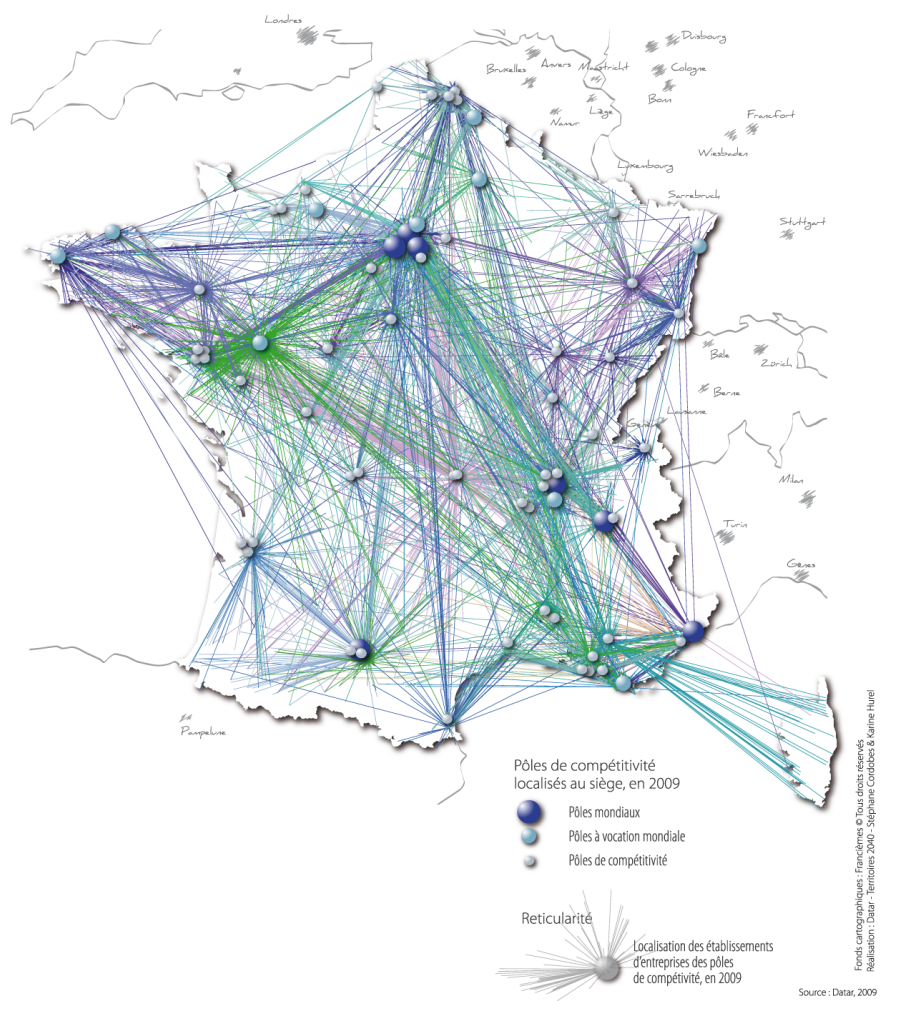 Londres
Duisbourg
Anvers
Bruxelles
Maastricht
Cologne
Bonn
Liège
Namur
Francfort
Wiesbaden
Luxembourg
Sarrebruck
Stuttgart
Bâle
Zürich
Berne
Lausanne
Genève
Milan
Turin
Gênes
Pampelune
Pôles de compétitivité
localisés au siège, en 2009
Pôles mondiaux
Pôles à vocation mondiale
Pôles de compétitivité
Reticularité
Localisation des établissements
d'entreprises des pôles
de compétitivité, en 2009
Fonds cartographiques : Francièmes © Tous droits réservés
Réalisation : Datar - Territoires 2040 - Stéphane Cordobes & Karine Hurel
Source : Datar, 2009